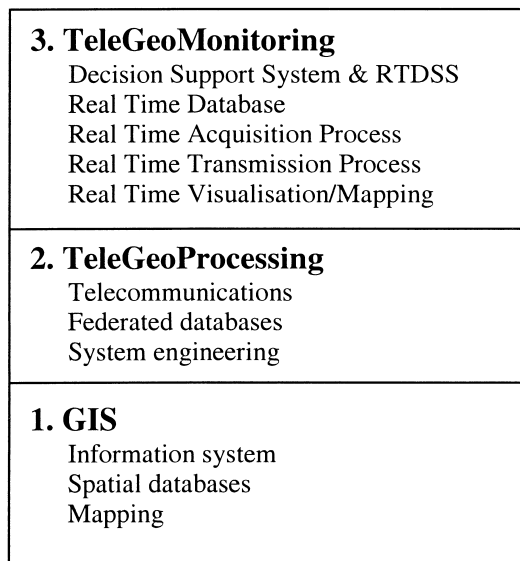 3. TeleGeoMonitoring
Decision Support System & RTDSS
Real Time Database
Real Time Acquisition Process
Real Time Transmission Process
Real Time Visualisation/Mapping
2. TeleGeoProcessing
Telecommunications
Federated databases
System engineering
1. GIS
Information system
Spatial databases
Mapping